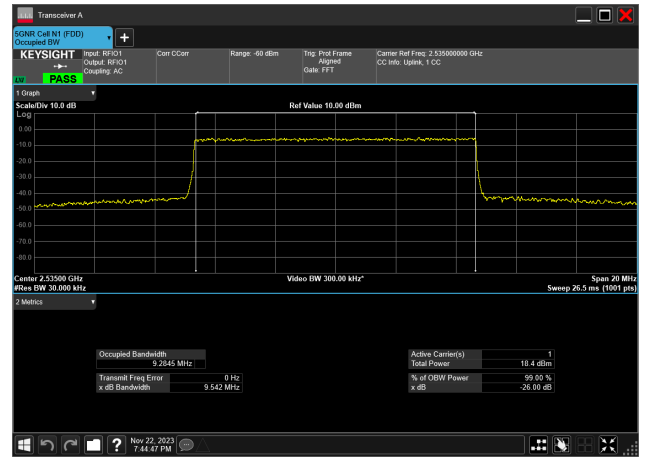 Transceiver A
5GNR Cell N1 (FDD)
Occupied BW
KEYSIGHT
LXI
PASS
Input: RFIO1
Output: RFIO1
Coupling: AC
Corr CCorr
Range: -60 dBm
Trig: Prot Frame
Aligned
Gate: FFT
Carrier Ref Freq: 2.535000000 GHz
CC Info: Uplink, 1 CC
1 Graph
Scale/Div 10.0 dB
Ref Value 10.00 dBm
Log
0.00
-10.0
-20.0
-30.0
-40.0
-50.0
-60.0
-70.0
-80.0
Center 2.53500 GHz
Video BW 300.00 kHz*
Span 20 MHz
#Res BW 30.000 kHz
Sweep 26.5 ms (1001 pts)
2 Metrics
Occupied Bandwidth
9.2845 MHz
Transmit Freq Error 0 Hz
x dB Bandwidth 9.542 MHz
Active Carrier(s) 1
Total Power 18.4 dBm
% of OBW Power 99.00 %
x dB -26.00 dB
Nov 22, 2023
7:44:47 PM